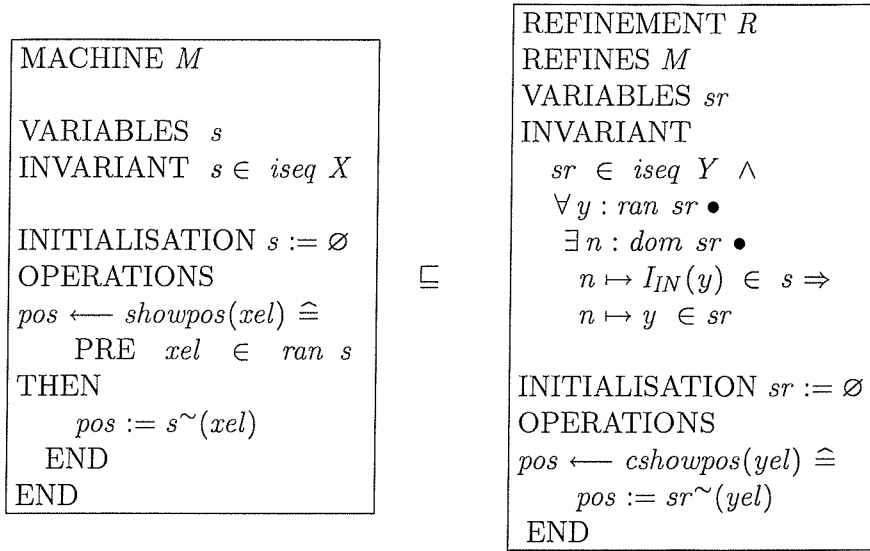 MACHINE M
VARIABLES s
INVARIANT s ∈ iseq X
INITIALISATION s := ∅
OPERATIONS
pos ⟵ showpos(xel) ≙
PRE xel ∈ ran s
THEN
pos := s~(xel)
END
END
⊑
REFINEMENT R
REFINES M
VARIABLES sr
INVARIANT
sr ∈ iseq Y ∧
∀ y : ran sr •
∃ n : dom sr •
n ↦ I_IN(y) ∈ s ⇒
n ↦ y ∈ sr
INITIALISATION sr := ∅
OPERATIONS
pos ⟵ cshowpos(yel) ≙
pos := sr~(yel)
END